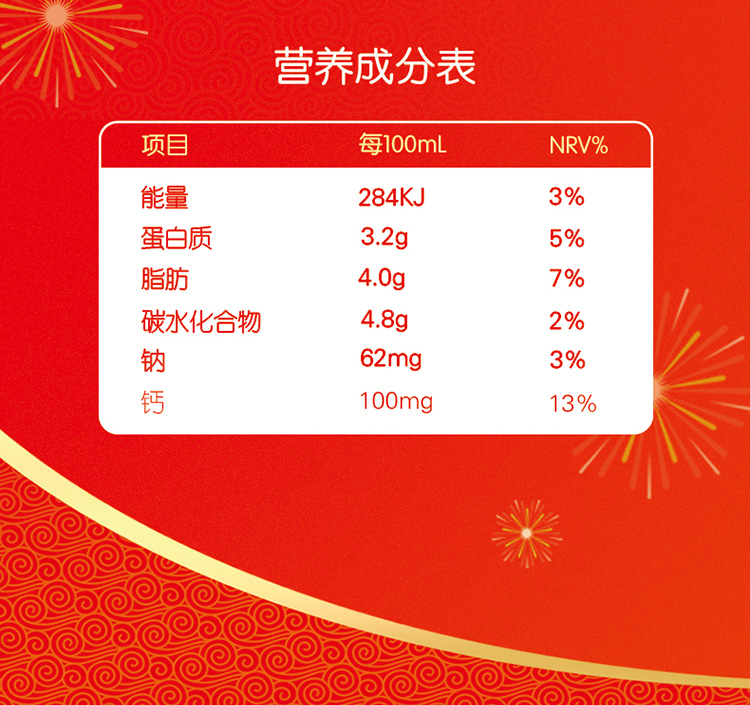 营养成分表
项目 每100mL NRV%
能量 284KJ 3%
蛋白质 3.2g 5%
脂肪 4.0g 7%
碳水化合物 4.8g 2%
钠 62mg 3%
钙 100mg 13%